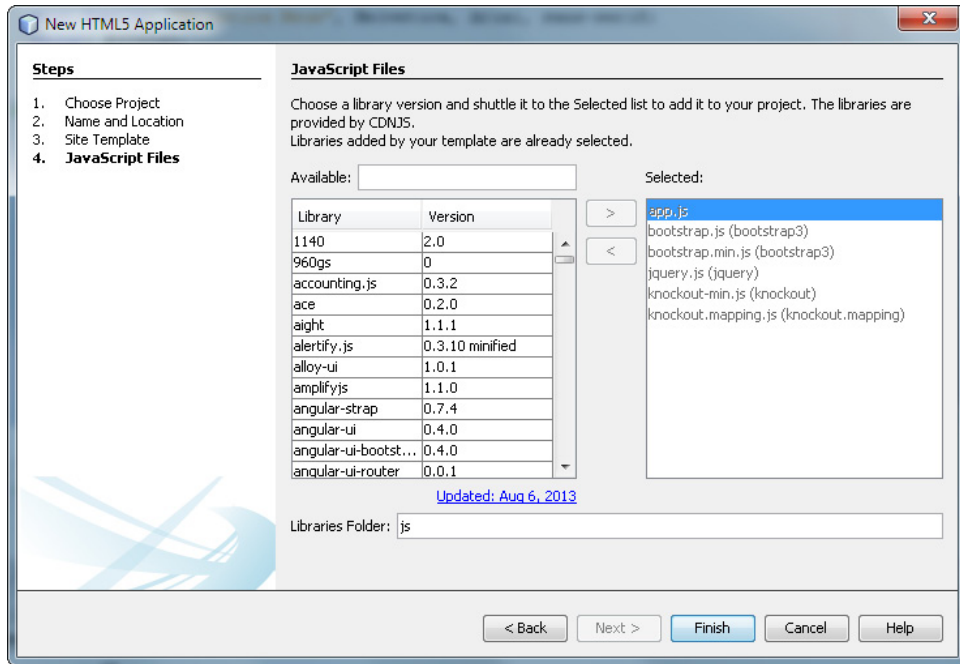 New HTML5 Application
Steps
1. Choose Project
2. Name and Location
3. Site Template
4. JavaScript Files
JavaScript Files
Choose a library version and shuttle it to the Selected list to add it to your project. The libraries are
provided by CDNJS.
Libraries added by your template are already selected.
Available:
Library Version
1140 2.0
960gs 0
accounting.js 0.3.2
ace 0.2.0
aight 1.1.1
alertify.js 0.3.10 minified
alloy-ui 1.0.1
amplifyjs 1.1.0
angular-strap 0.7.4
angular-ui 0.4.0
angular-ui-bootst... 0.4.0
angular-ui-router 0.0.1
Updated: Aug 6, 2013
>
<
Selected:
app.js
bootstrap.js (bootstrap3)
bootstrap.min.js (bootstrap3)
jquery.js (jquery)
knockout-min.js (knockout)
knockout.mapping.js (knockout.mapping)
Libraries Folder: js
< Back Next > Finish Cancel Help